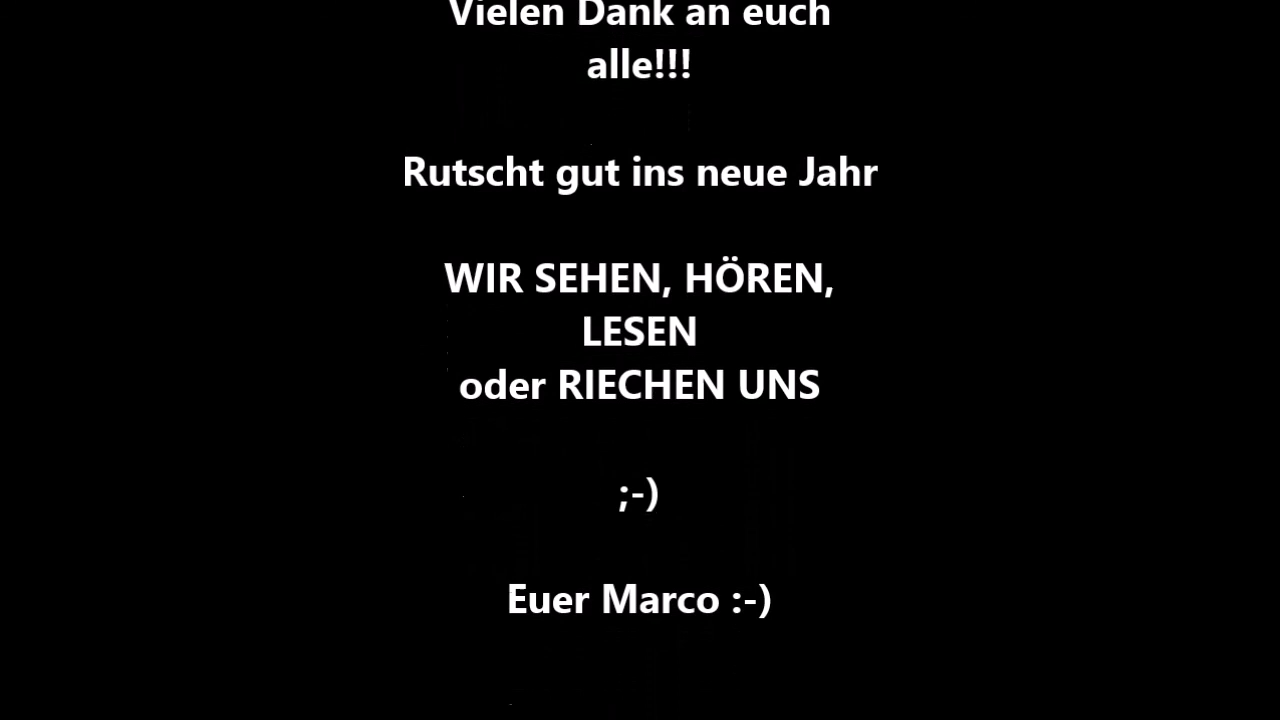 Vielen Dank an euch
alle!!!
Rutscht gut ins neue Jahr
WIR SEHEN, HÖREN,
LESEN
oder RIECHEN UNS
;-)
Euer Marco :-)